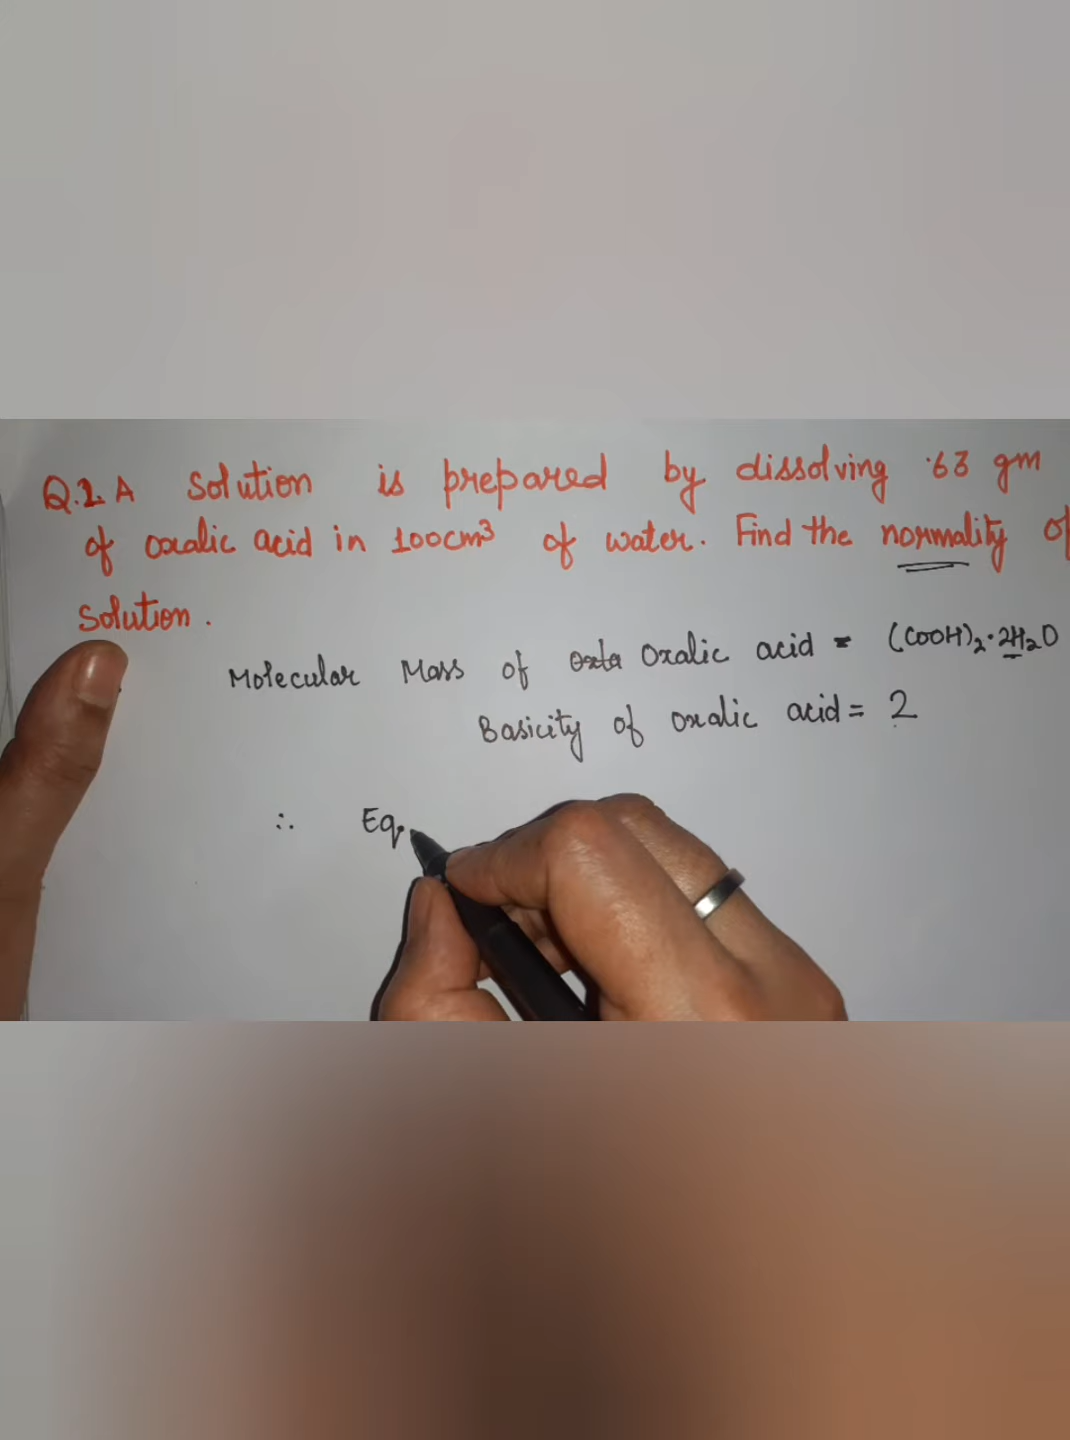 Q.1. A solution is prepared by dissolving .63 gm
of oxalic acid in 100cm³ of water. Find the normality of
solution.
Molecular Mass of oxla Oxalic acid = (COOH)₂·2H₂O
Basicity of oxalic acid = 2
∴ Eq.